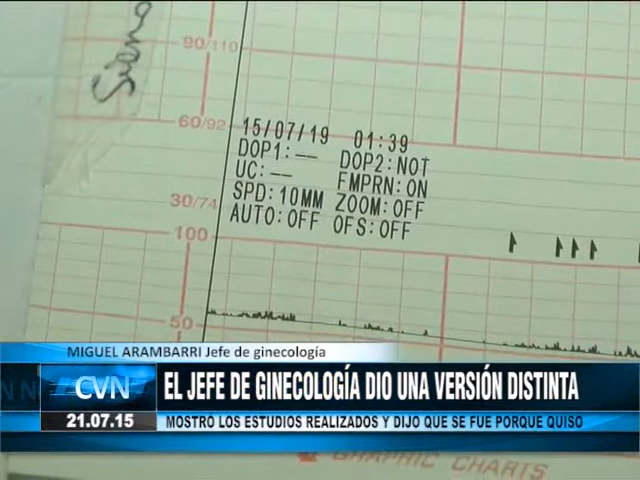 Siena
90/110
60/92
15/07/19 01:39
DOP1:-- DOP2:NOT
UC:-- FMPRN:ON
SPD:10MM ZOOM:OFF
AUTO:OFF OFS:OFF
30/74
100
50
MIGUEL ARAMBARRI Jefe de ginecología
CVN
EL JEFE DE GINECOLOGÍA DIO UNA VERSIÓN DISTINTA
21.07.15
MOSTRÓ LOS ESTUDIOS REALIZADOS Y DIJO QUE SE FUE PORQUE QUISO
GRAPHIC CHARTS